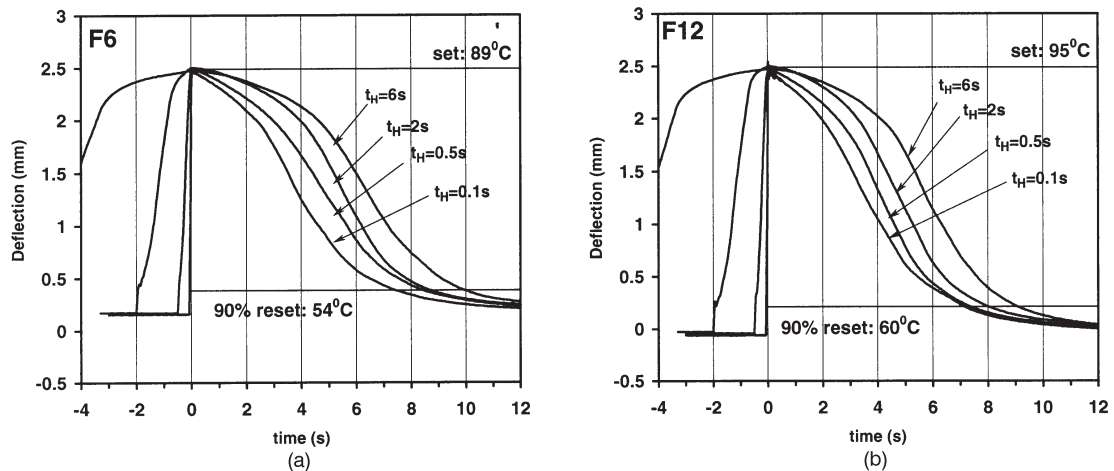 F6
set: 89⁰C
3
2.5
2
1.5
1
0.5
0
-0.5
Deflection (mm)
t_H=6s
t_H=2s
t_H=0.5s
t_H=0.1s
90% reset: 54⁰C
-4 -2 0 2 4 6 8 10 12
time (s)
(a)
F12
set: 95⁰C
3
2.5
2
1.5
1
0.5
0
-0.5
Deflection (mm)
t_H=6s
t_H=2s
t_H=0.5s
t_H=0.1s
90% reset: 60⁰C
-4 -2 0 2 4 6 8 10 12
time (s)
(b)